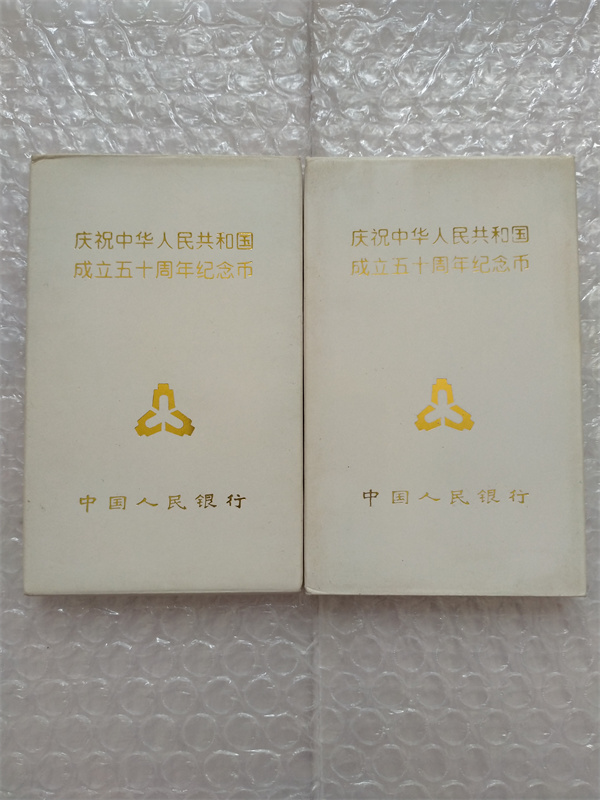 庆祝中华人民共和国
成立五十周年纪念币
中国人民银行
庆祝中华人民共和国
成立五十周年纪念币
中国人民银行